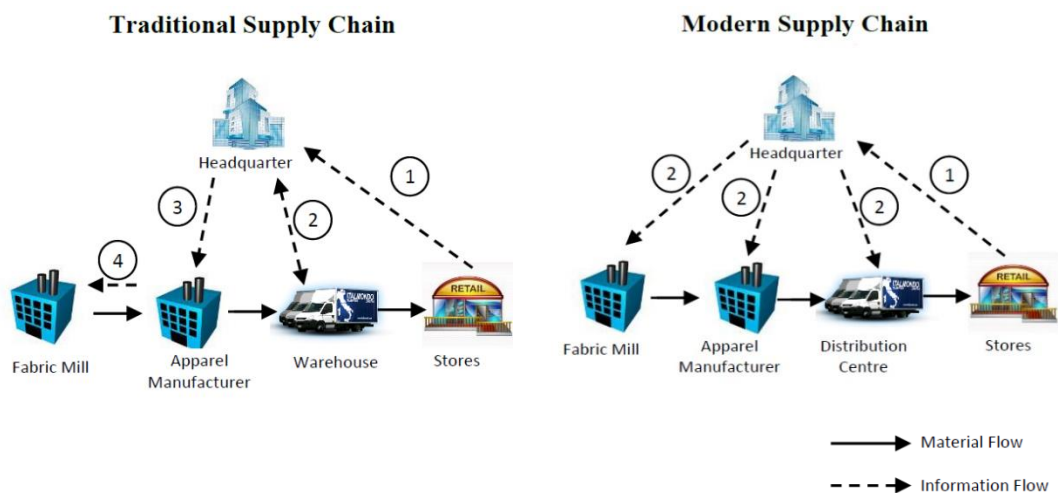 Traditional Supply Chain
Modern Supply Chain
Headquarter
1
2
3
4
RETAIL
Fabric Mill
Apparel
Manufacturer
Warehouse
Stores
Headquarter
1
2
2
2
RETAIL
Fabric Mill
Apparel
Manufacturer
Distribution
Centre
Stores
Material Flow
Information Flow